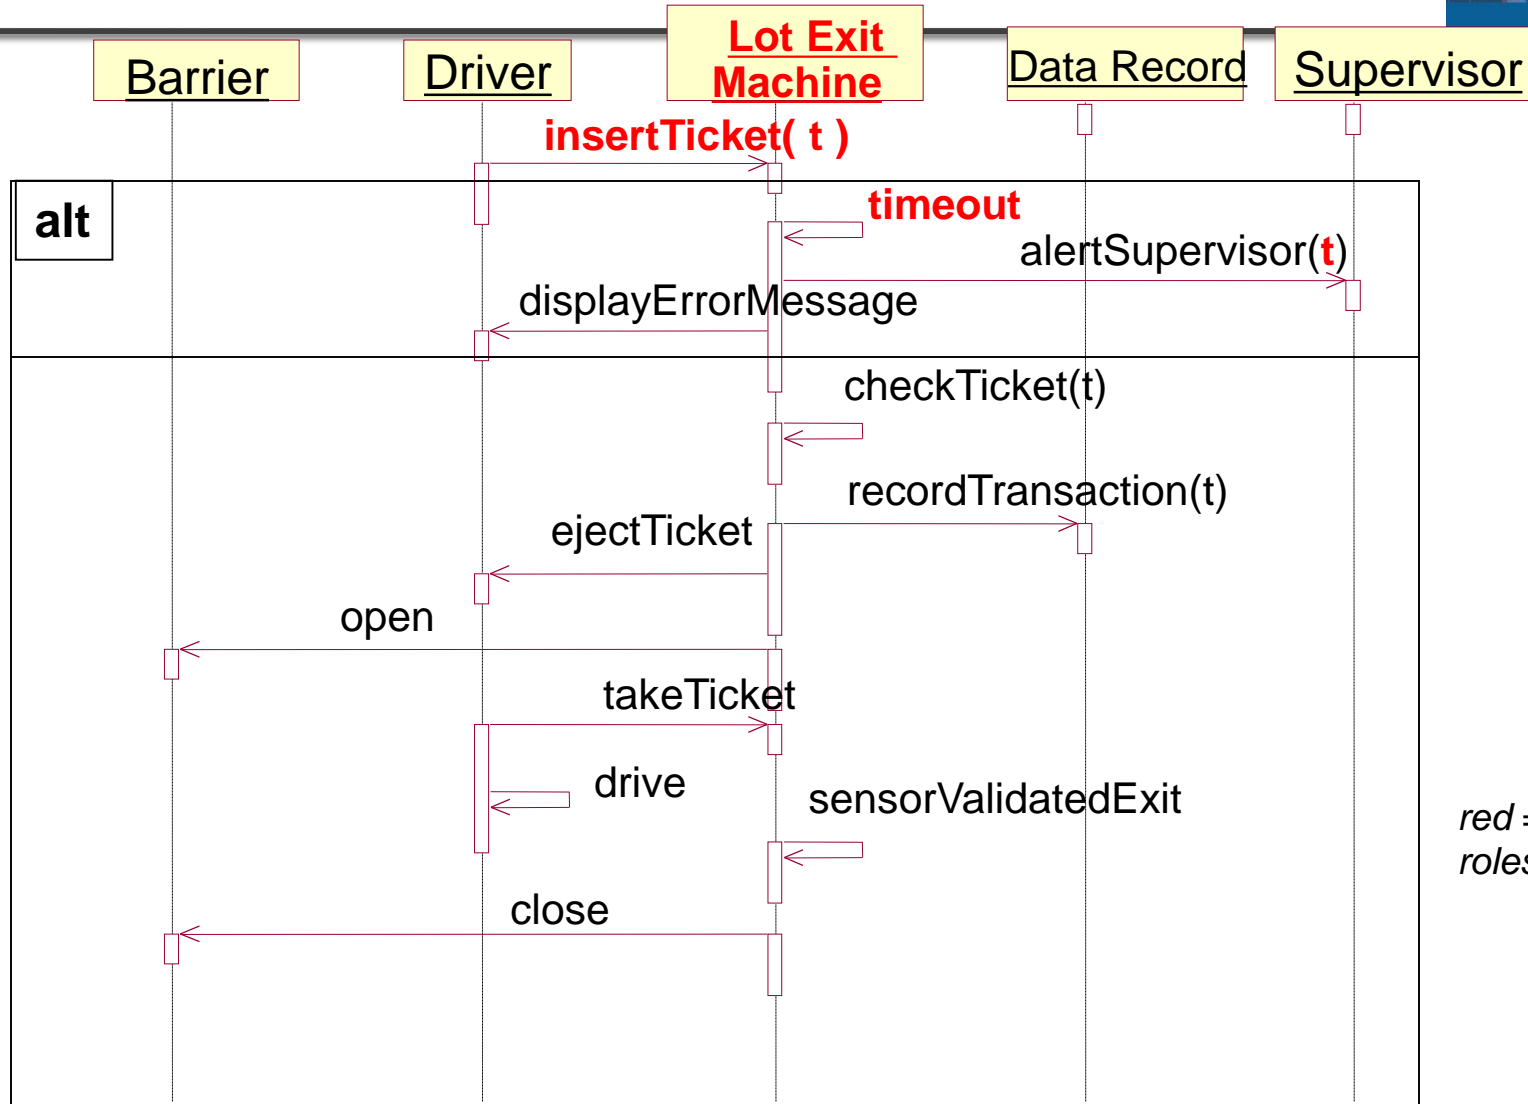 Barrier
Driver
Lot Exit
Machine
Data Record
Supervisor
insertTicket( t )
alt
timeout
alertSupervisor(t)
displayErrorMessage
checkTicket(t)
recordTransaction(t)
ejectTicket
open
takeTicket
drive
sensorValidatedExit
red =
roles
close